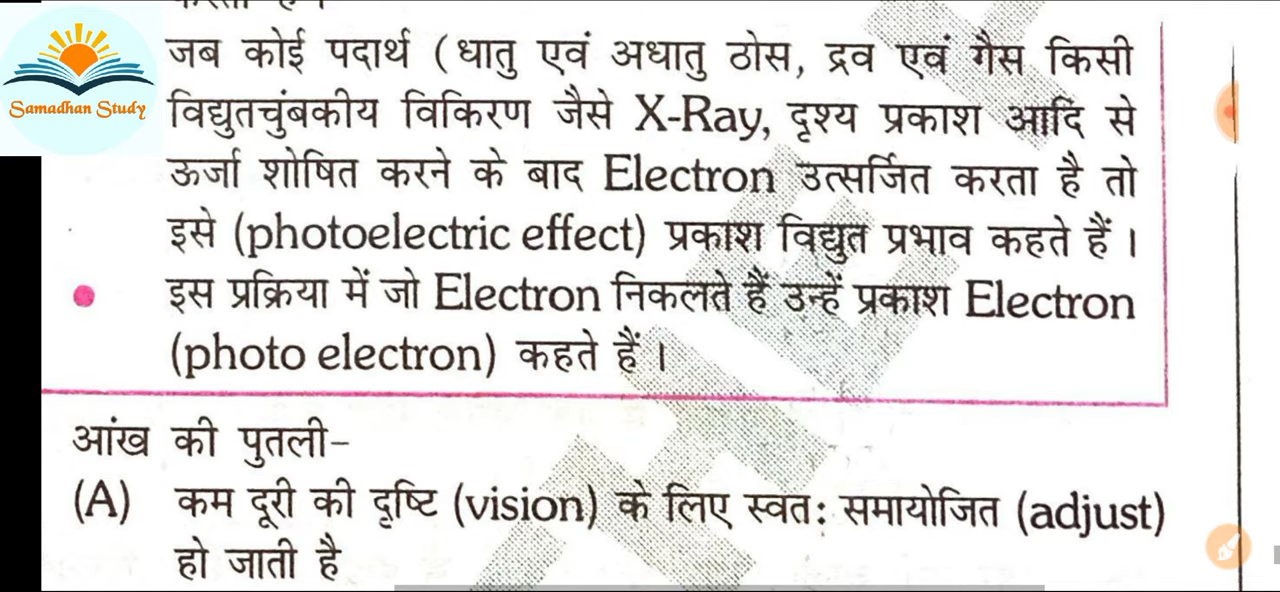 Samadhan Study
जब कोई पदार्थ (धातु एवं अधातु ठोस, द्रव एवं गैस किसी
विद्युतचुंबकीय विकिरण जैसे X-Ray, दृश्य प्रकाश आदि से
ऊर्जा शोषित करने के बाद Electron उत्सर्जित करता है तो
इसे (photoelectric effect) प्रकाश विद्युत प्रभाव कहते हैं।
इस प्रक्रिया में जो Electron निकलते हैं उन्हें प्रकाश Electron
(photo electron) कहते हैं।
आंख की पुतली-
(A) कम दूरी की दृष्टि (vision) के लिए स्वतः समायोजित (adjust)
हो जाती है